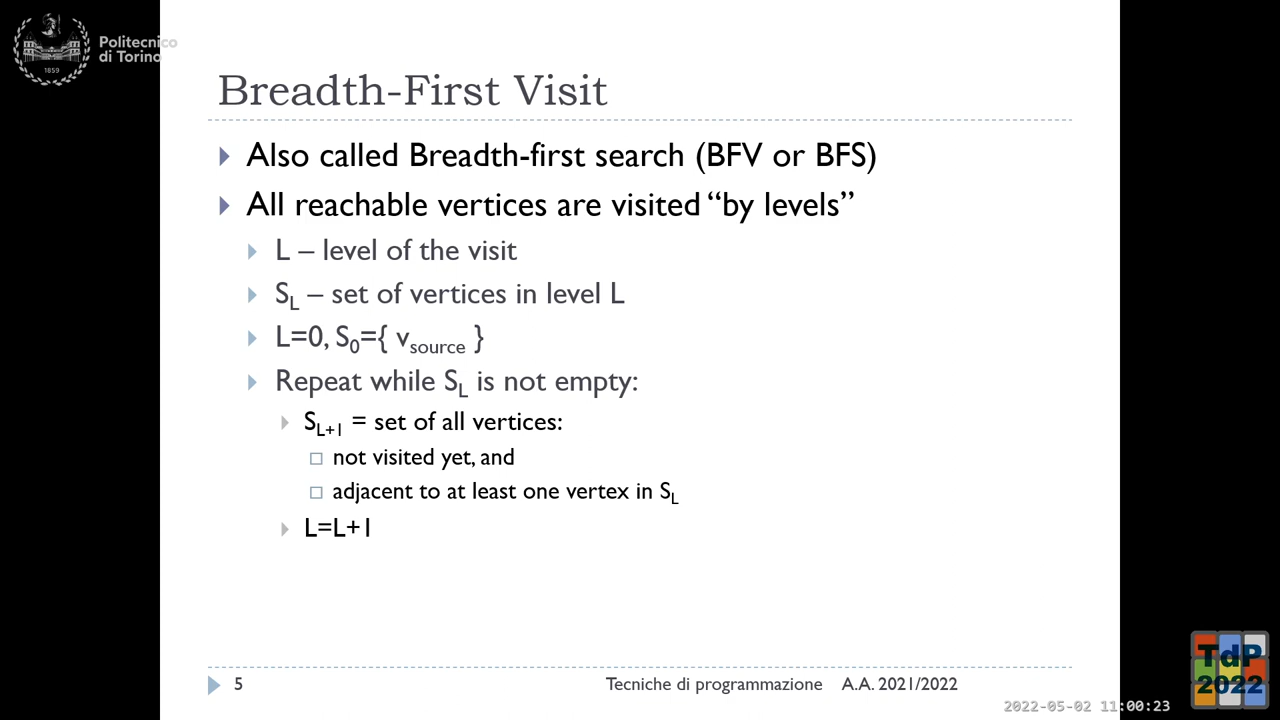 Politecnico
di Torino
1859
Breadth-First Visit
Also called Breadth-first search (BFV or BFS)
All reachable vertices are visited “by levels”
L – level of the visit
S_L – set of vertices in level L
L=0, S_0={ v_source }
Repeat while S_L is not empty:
S_L+1 = set of all vertices:
not visited yet, and
adjacent to at least one vertex in S_L
L=L+1
5 Tecniche di programmazione A.A. 2021/2022
2022-05-02 11:00:23
TdP
2022